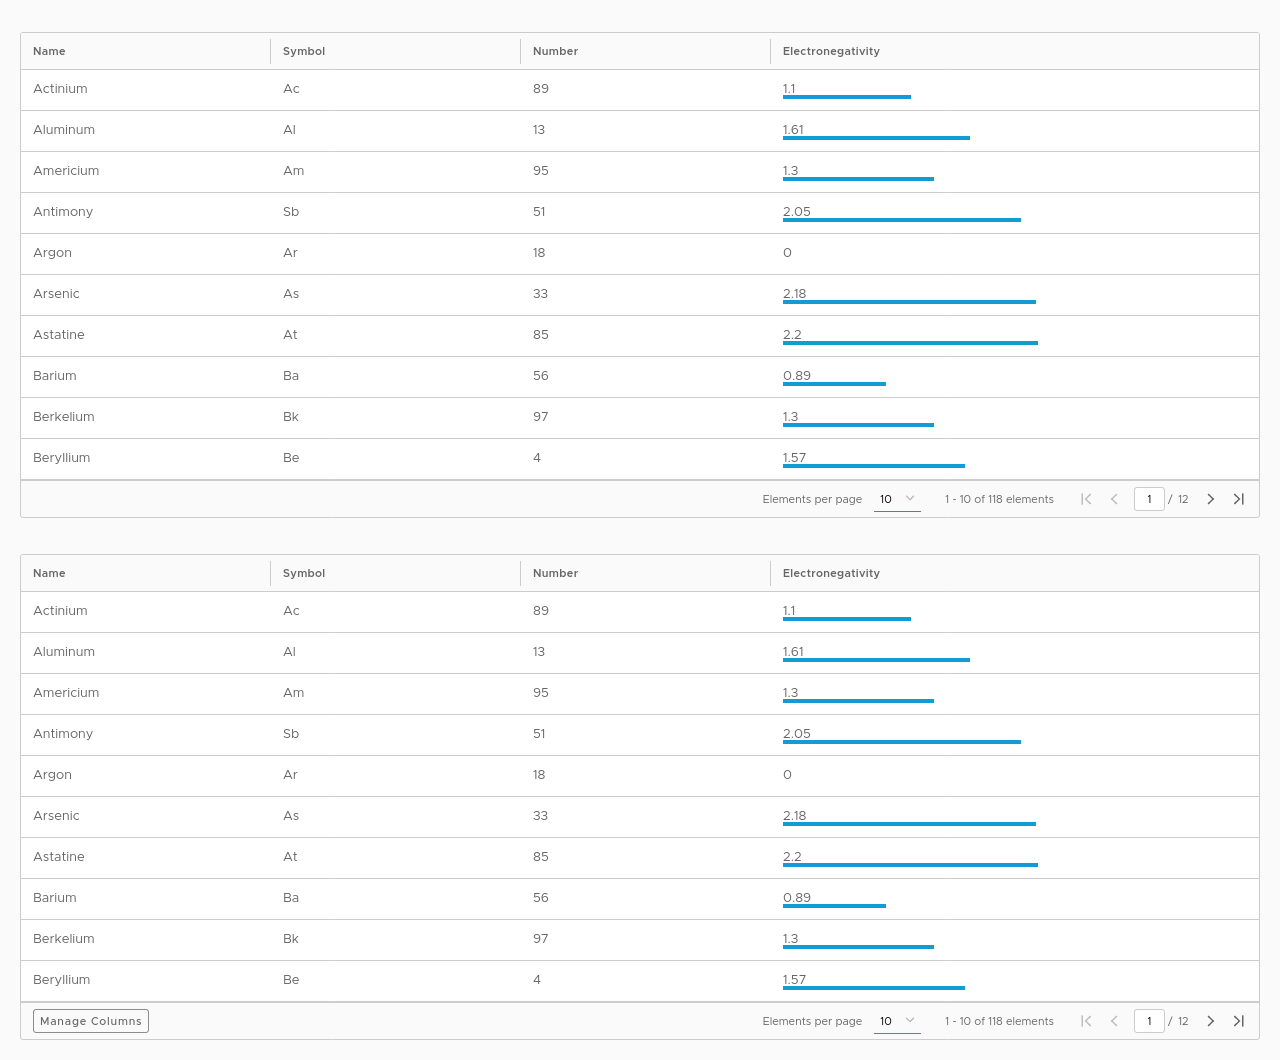 Name Symbol Number Electronegativity
Actinium Ac 89 1.1
Aluminum Al 13 1.61
Americium Am 95 1.3
Antimony Sb 51 2.05
Argon Ar 18 0
Arsenic As 33 2.18
Astatine At 85 2.2
Barium Ba 56 0.89
Berkelium Bk 97 1.3
Beryllium Be 4 1.57
Elements per page 10 1 - 10 of 118 elements 1 / 12
Name Symbol Number Electronegativity
Actinium Ac 89 1.1
Aluminum Al 13 1.61
Americium Am 95 1.3
Antimony Sb 51 2.05
Argon Ar 18 0
Arsenic As 33 2.18
Astatine At 85 2.2
Barium Ba 56 0.89
Berkelium Bk 97 1.3
Beryllium Be 4 1.57
Manage Columns Elements per page 10 1 - 10 of 118 elements 1 / 12